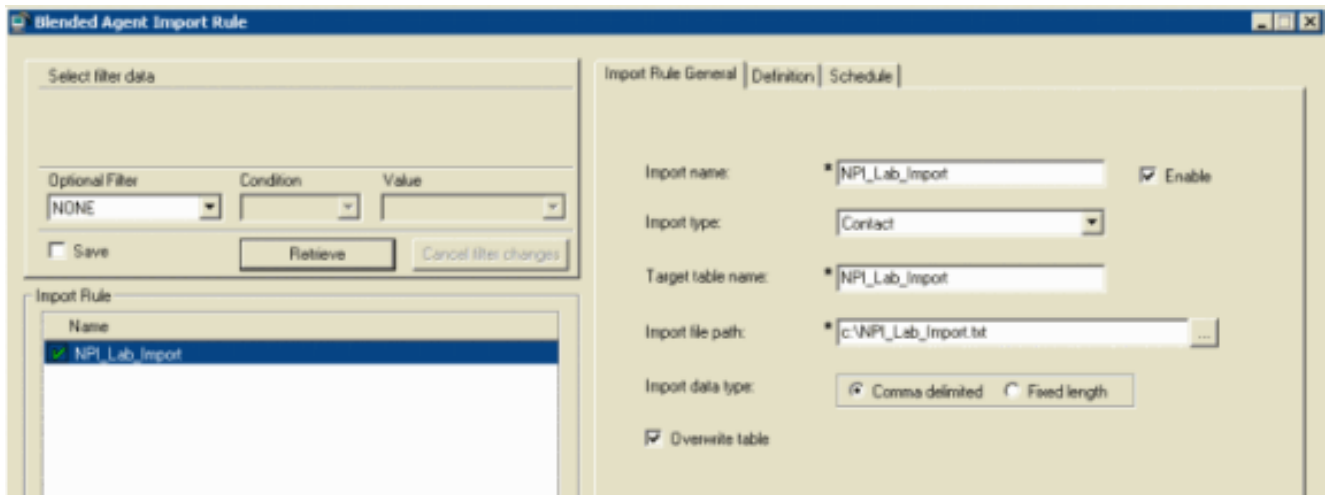 Blended Agent Import Rule
Select filter data
Optional Filter Condition Value
NONE
Save Retrieve Cancel filter changes
Import Rule
Name
NPI_Lab_Import
Import Rule General Definition Schedule
Import name: * NPI_Lab_Import Enable
Import type: Contact
Target table name: * NPI_Lab_Import
Import file path: * c:\NPI_Lab_Import.txt ...
Import data type: Comma delimited Fixed length
Overwrite table